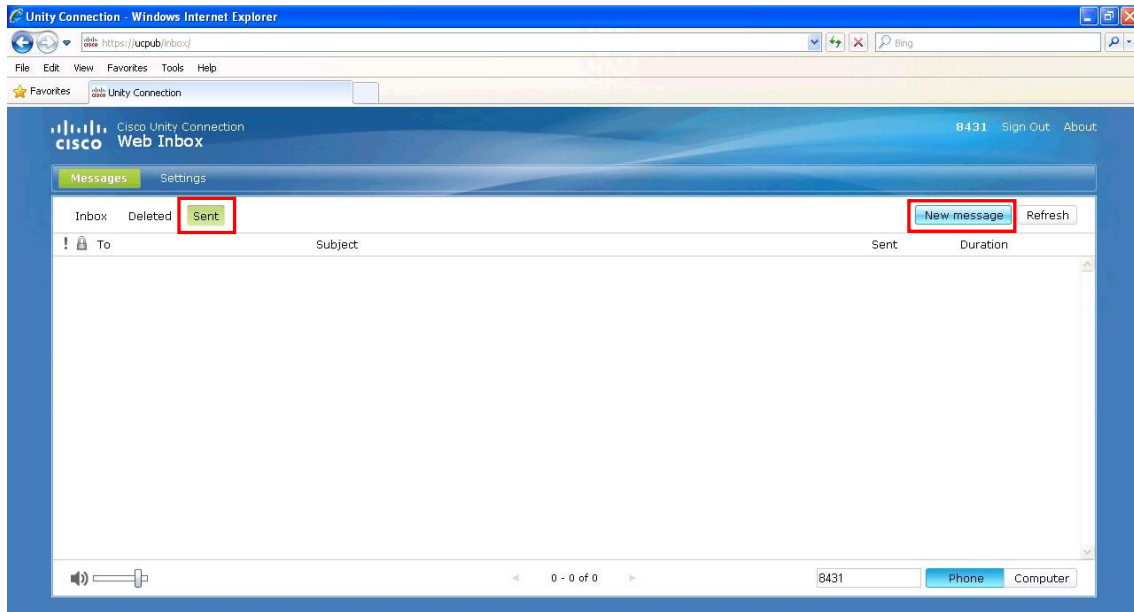 Unity Connection - Windows Internet Explorer
https://ucpub/inbox/
Bing
File Edit View Favorites Tools Help
Favorites Unity Connection
cisco Cisco Unity Connection
Web Inbox
8431 Sign Out About
Messages Settings
Inbox Deleted Sent New message Refresh
! To Subject Sent Duration
0 - 0 of 0 8431 Phone Computer